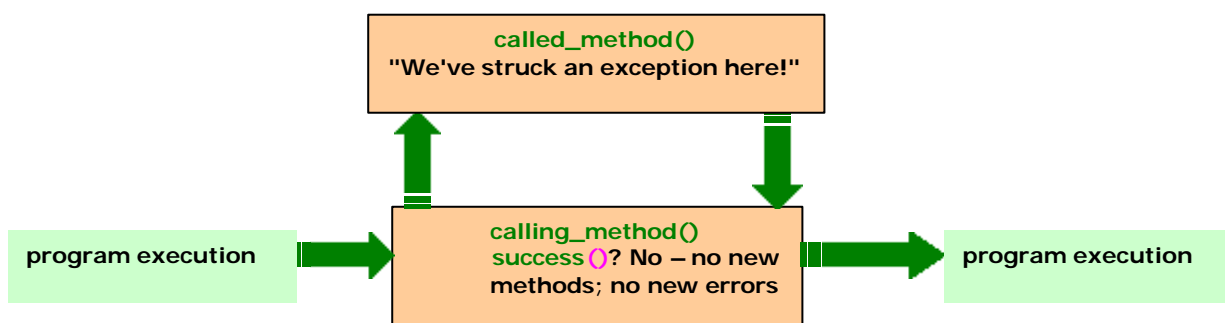 called_method()
"We've struck an exception here!"
program execution
calling_method()
success()? No – no new
methods; no new errors
program execution